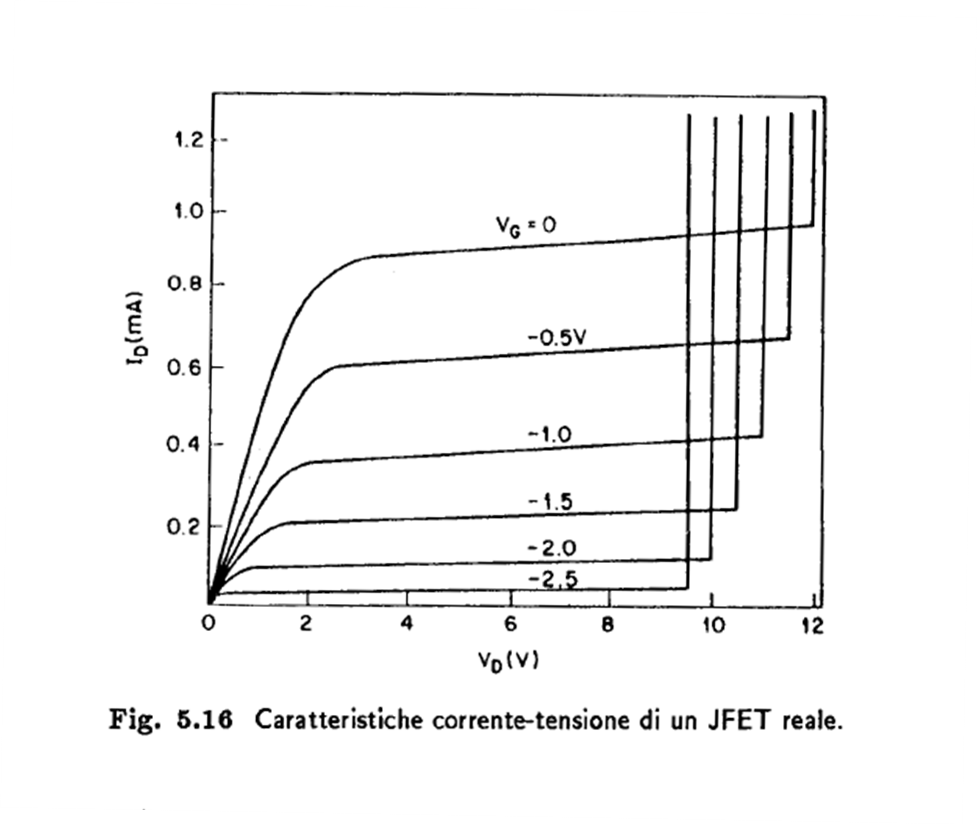 1.2
1.0
0.8
0.6
0.4
0.2
I_D(mA)
V_G = 0
-0.5V
-1.0
-1.5
-2.0
-2.5
0 2 4 6 8 10 12
V_D(V)
Fig. 5.16 Caratteristiche corrente-tensione di un JFET reale.